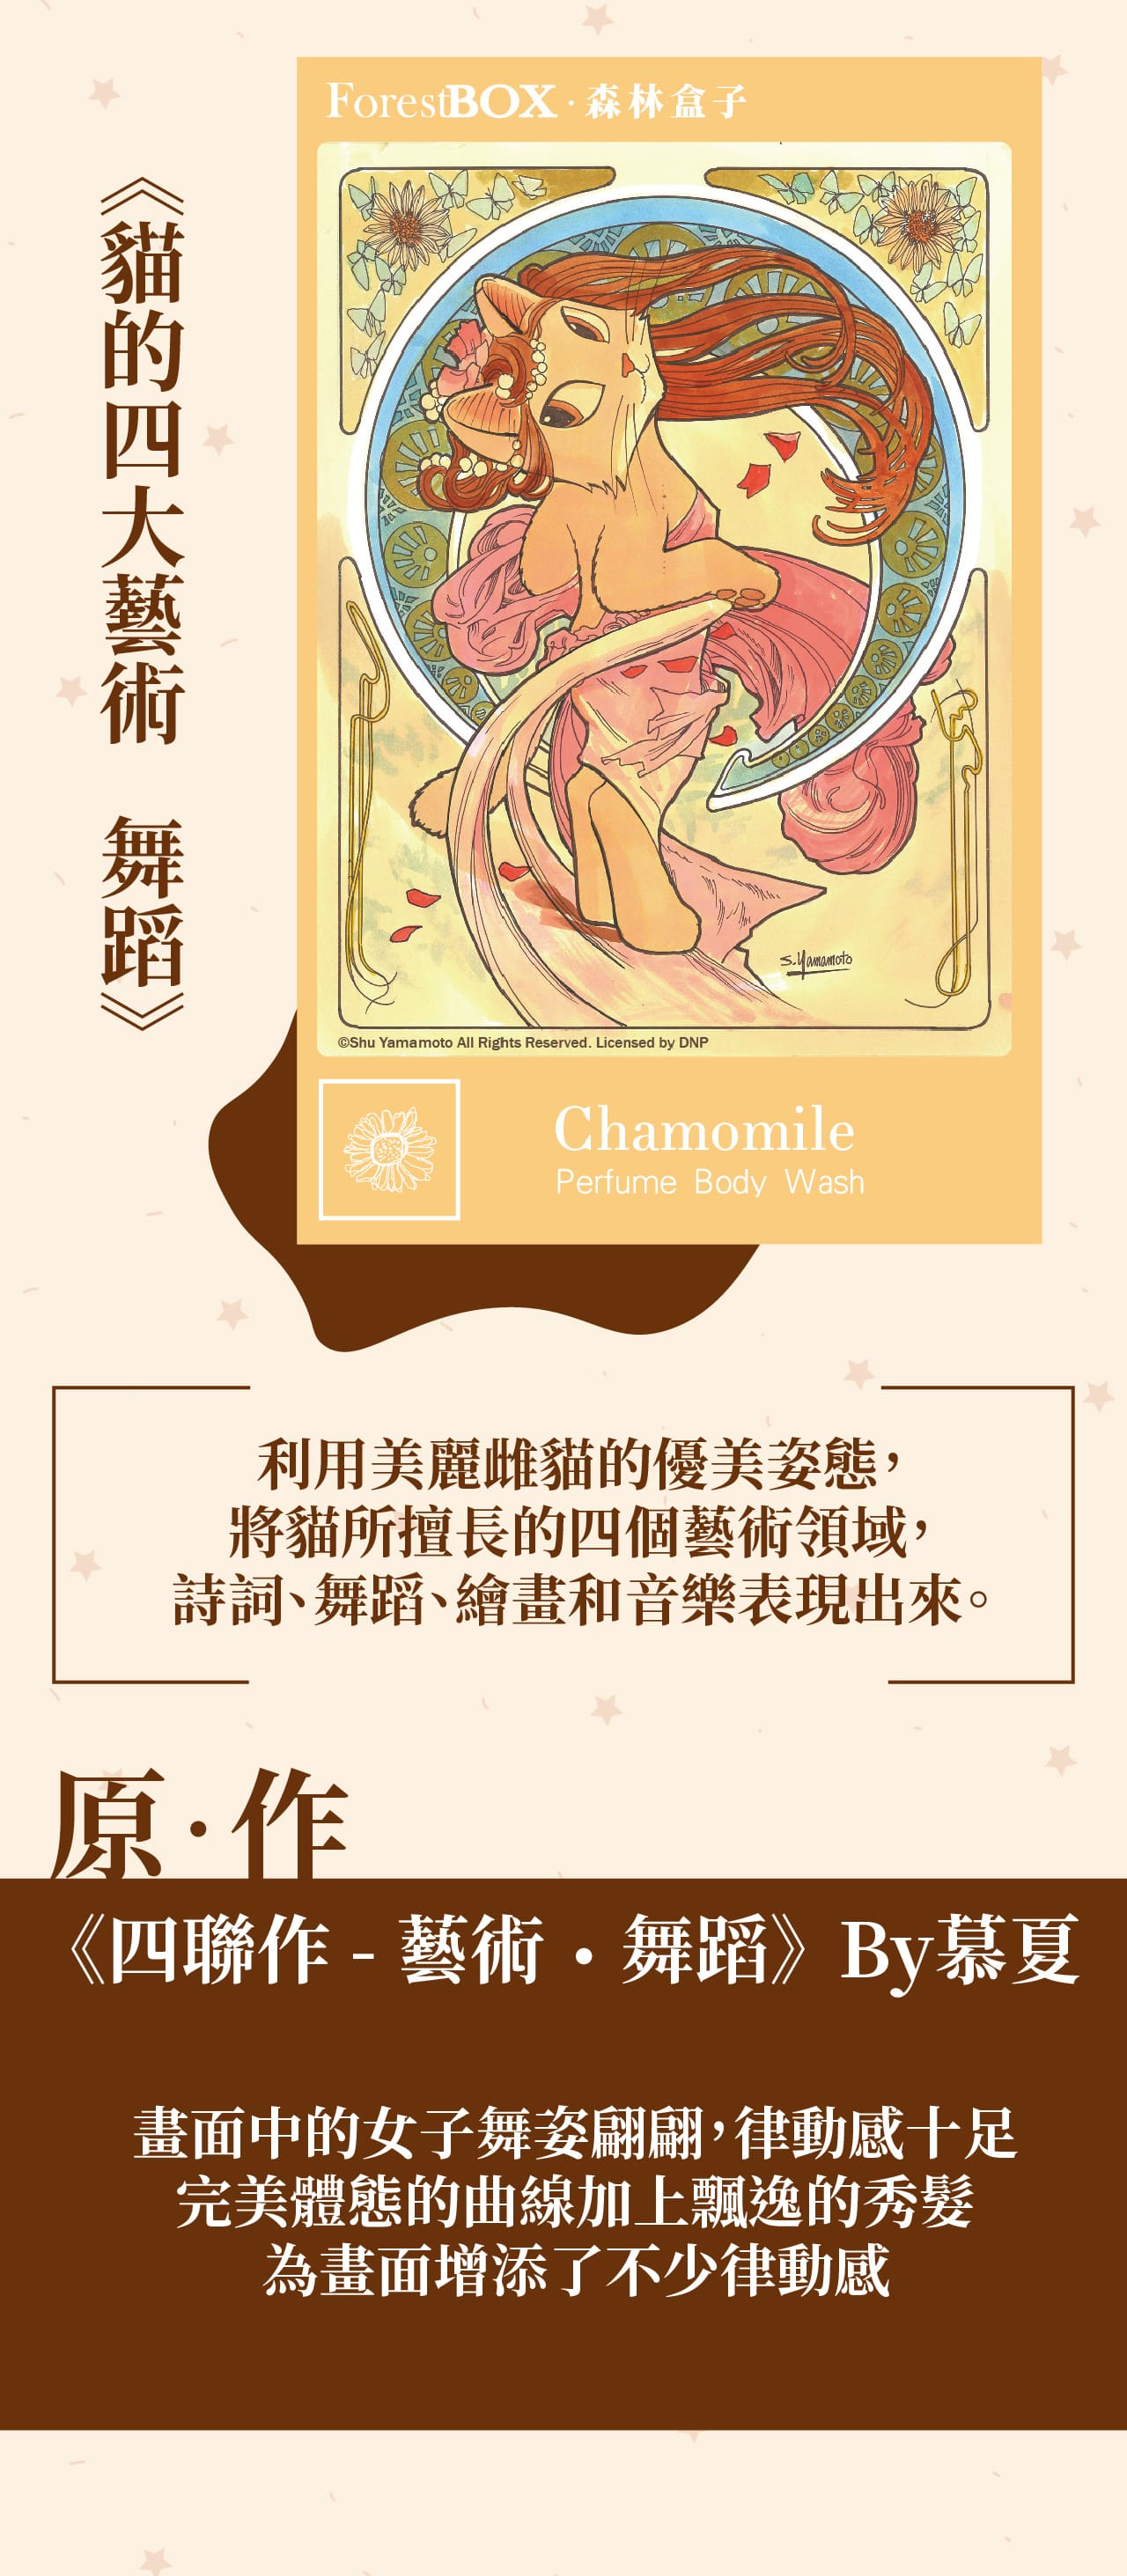 ForestBOX·森林盒子
《貓的四大藝術 舞蹈》
S.Yamamoto
©Shu Yamamoto All Rights Reserved. Licensed by DNP
Chamomile
Perfume Body Wash
利用美麗雌貓的優美姿態，
將貓所擅長的四個藝術領域，
詩詞、舞蹈、繪畫和音樂表現出來。
原·作
《四聯作 - 藝術・舞蹈》By慕夏
畫面中的女子舞姿翩翩，律動感十足
完美體態的曲線加上飄逸的秀髮
為畫面增添了不少律動感